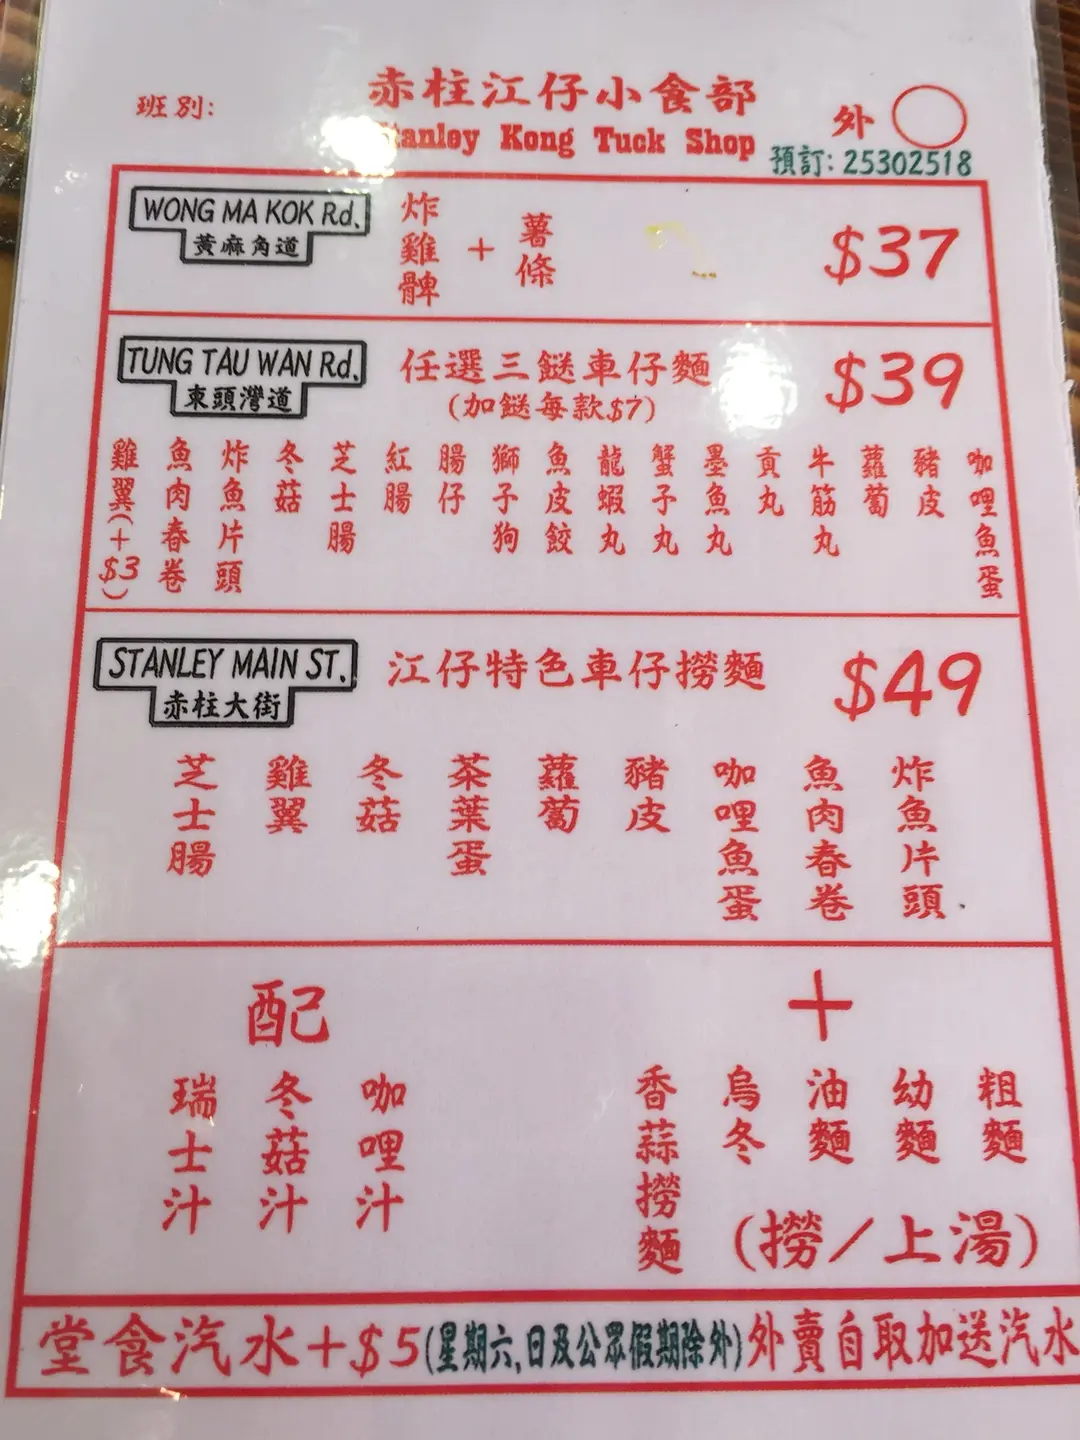 赤柱江仔小食部
班別:
Stanley Kong Tuck Shop
外
預訂: 25302518
WONG MA KOK Rd.
黃麻角道
炸雞髀
+
薯條
$37
TUNG TAU WAN Rd.
東頭灣道
任選三餸車仔麵
(加餸每款$7)
$39
咖哩魚蛋
豬皮
蘿蔔
牛筋丸
貢丸
墨魚丸
蟹子丸
龍蝦丸
魚皮餃
獅子狗
腸仔
紅腸
芝士腸
冬菇
炸魚片頭
魚肉春卷
雞翼(+$3)
STANLEY MAIN ST.
赤柱大街
江仔特色車仔撈麵
$49
炸魚片頭
魚肉春卷
咖哩魚蛋
豬皮
蘿蔔
茶葉蛋
冬菇
雞翼
芝士腸
配
咖哩汁
冬菇汁
瑞士汁
+
粗麵
幼麵
油麵
烏冬
香蒜撈麵
(撈/上湯)
堂食汽水+$5(星期六,日及公眾假期除外)外賣自取加送汽水